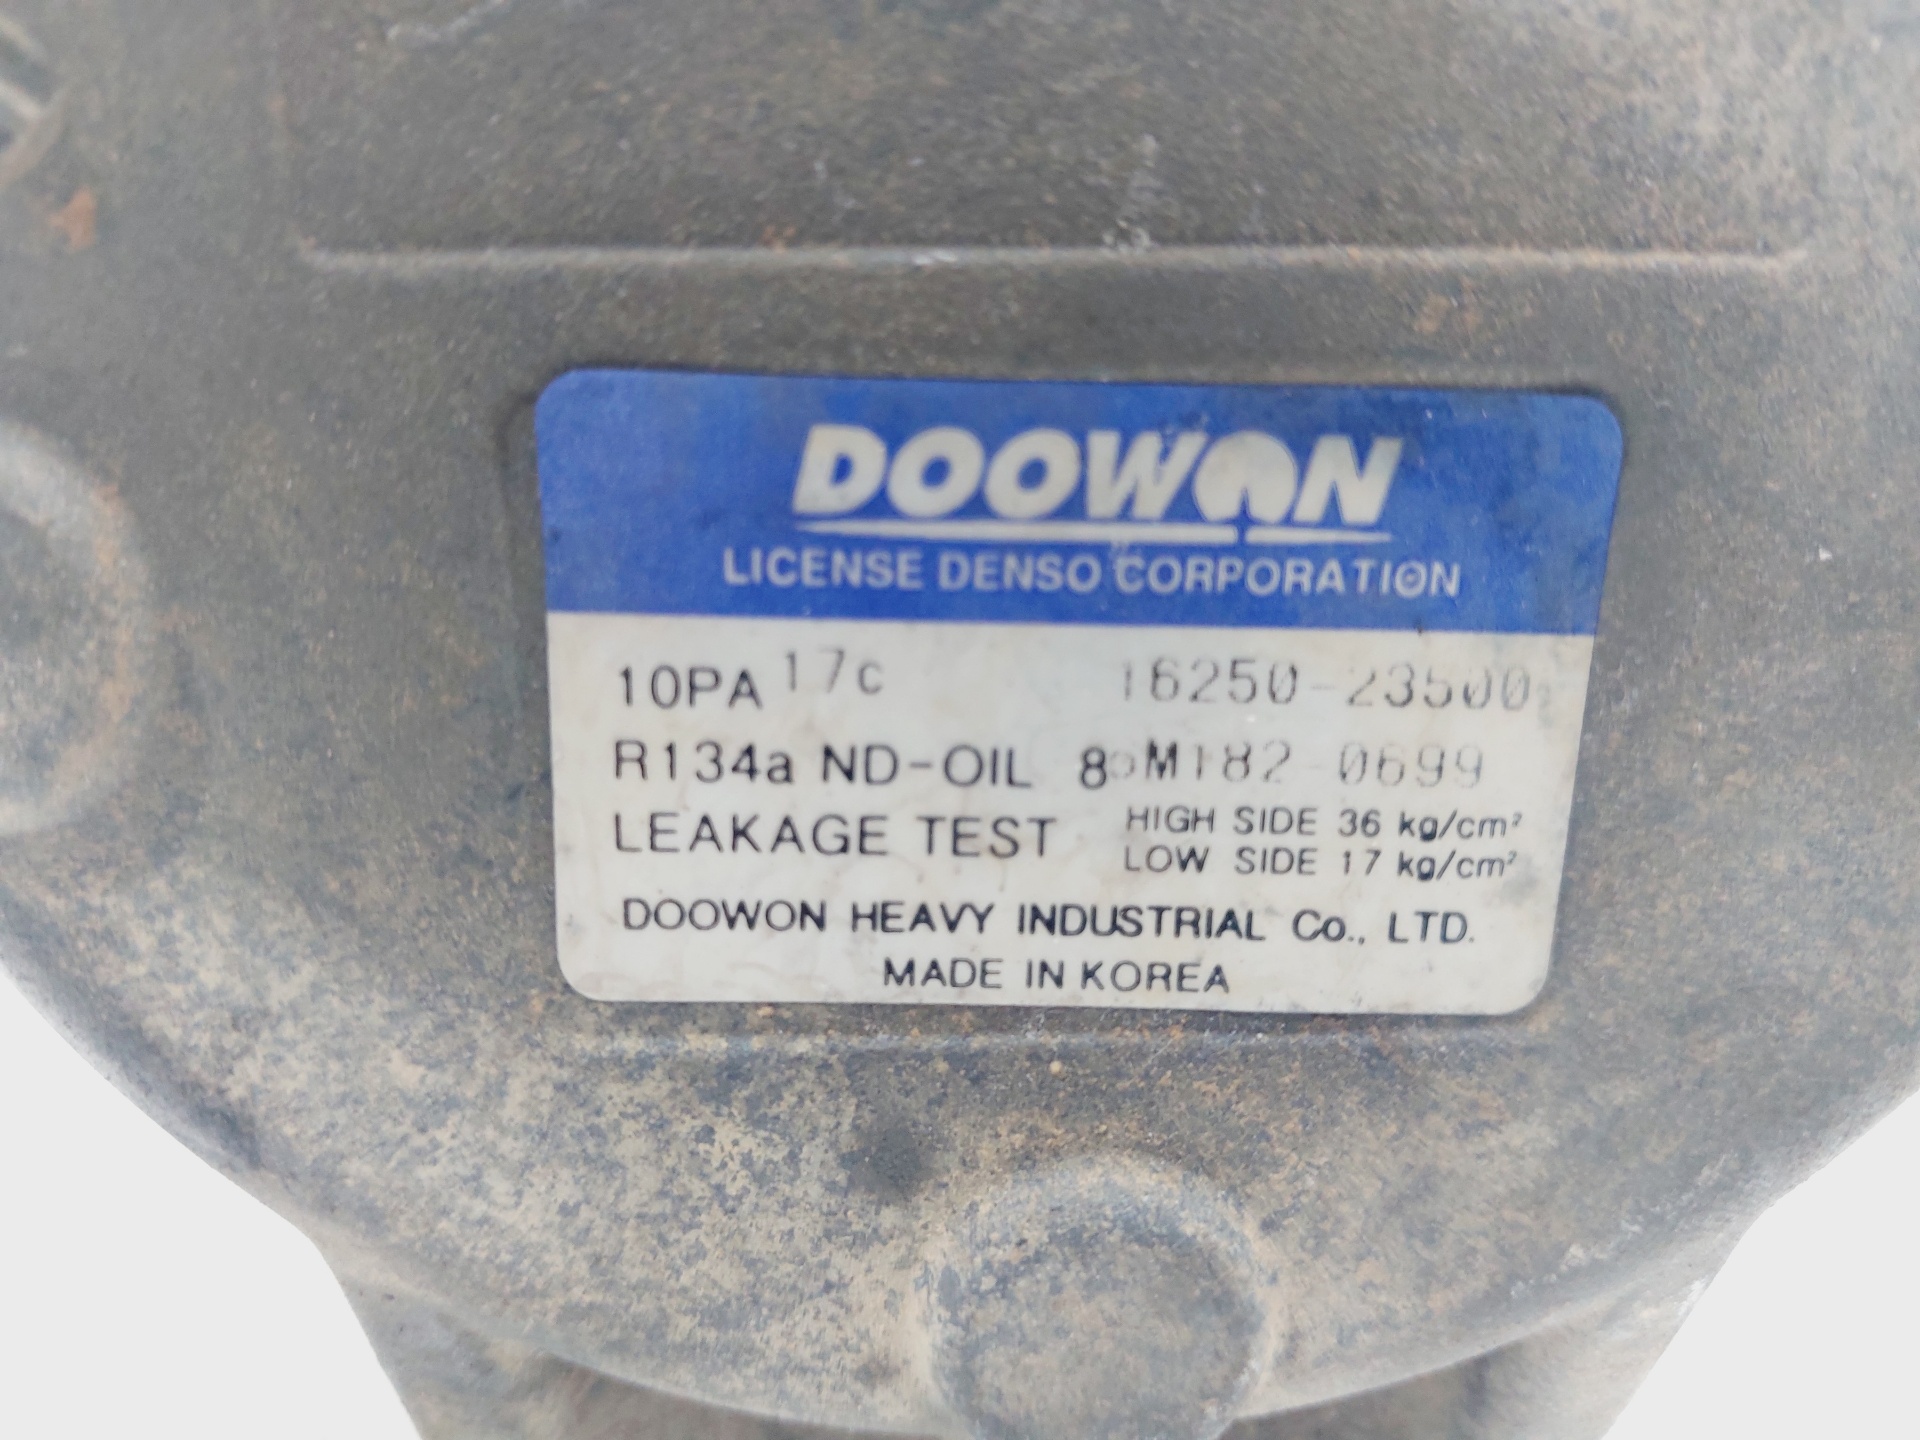 DOOWON
LICENSE DENSO CORPORATION
10PA 17c 16250-23500
R134a ND-OIL 8 M182-0699
LEAKAGE TEST HIGH SIDE 36 kg/cm²
LOW SIDE 17 kg/cm²
DOOWON HEAVY INDUSTRIAL Co., LTD.
MADE IN KOREA